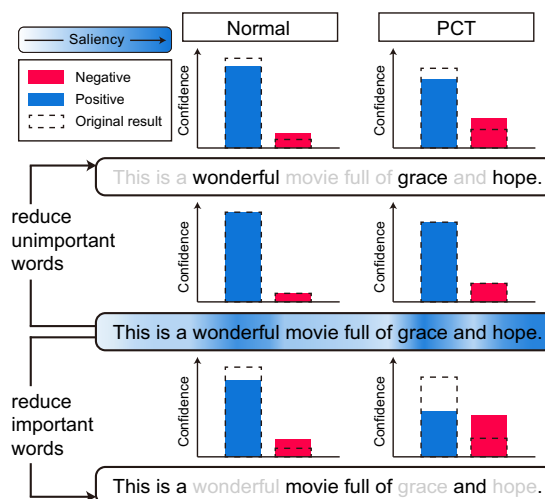 Saliency
Normal
PCT
Negative
Positive
Original result
Confidence
Confidence
This is a wonderful movie full of grace and hope.
reduce
unimportant
words
Confidence
Confidence
This is a wonderful movie full of grace and hope.
reduce
important
words
Confidence
Confidence
This is a wonderful movie full of grace and hope.